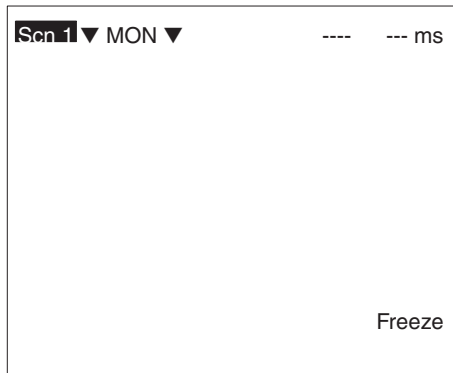 Scn 1 ▼ MON ▼ ---- --- ms
Freeze